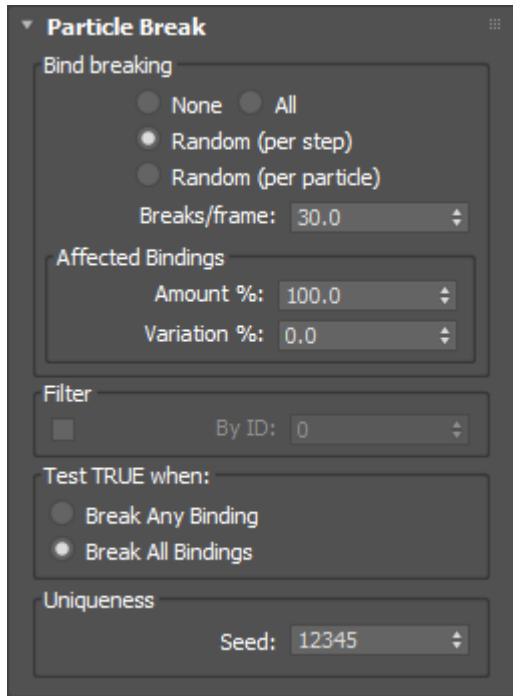 Particle Break
Bind breaking
None All
Random (per step)
Random (per particle)
Breaks/frame: 30.0
Affected Bindings
Amount %: 100.0
Variation %: 0.0
Filter
By ID: 0
Test TRUE when:
Break Any Binding
Break All Bindings
Uniqueness
Seed: 12345